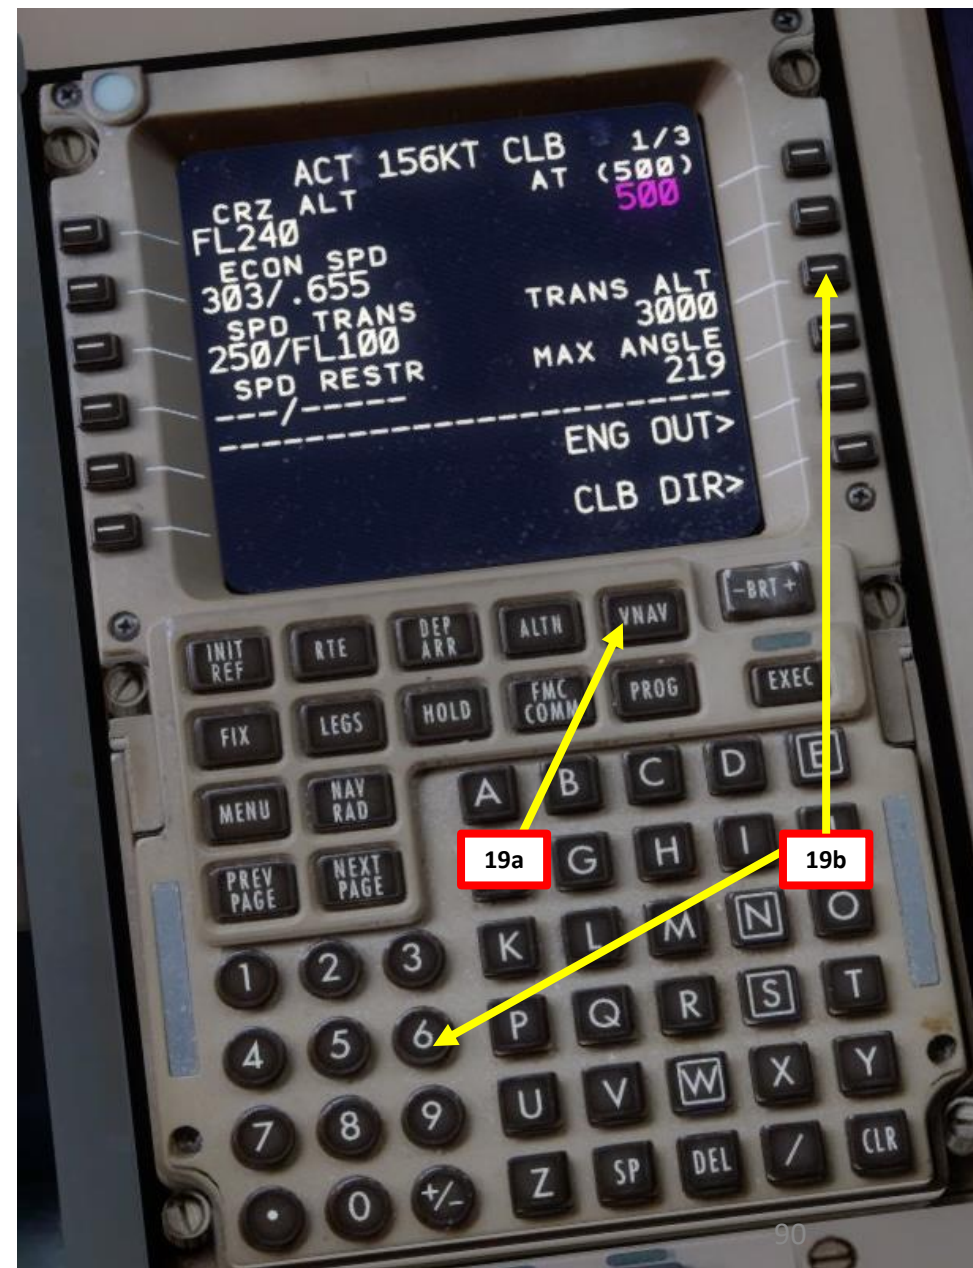 ACT 156KT CLB 1/3
CRZ ALT AT (500)
FL240 500
ECON SPD
303/.655
SPD TRANS TRANS ALT
250/FL100 3000
SPD RESTR MAX ANGLE
---/----- 219
------------------------
ENG OUT>
CLB DIR>
-BRT+
INIT REF RTE DEP ARR ALTN VNAV
FIX LEGS HOLD FMC COMM PROG EXEC
MENU NAV RAD A B C D E
19a 19b
PREV PAGE NEXT PAGE G H I
1 2 3 K L M N O
4 5 6 P Q R S T
7 8 9 U V W X Y
. 0 +/- Z SP DEL / CLR
90